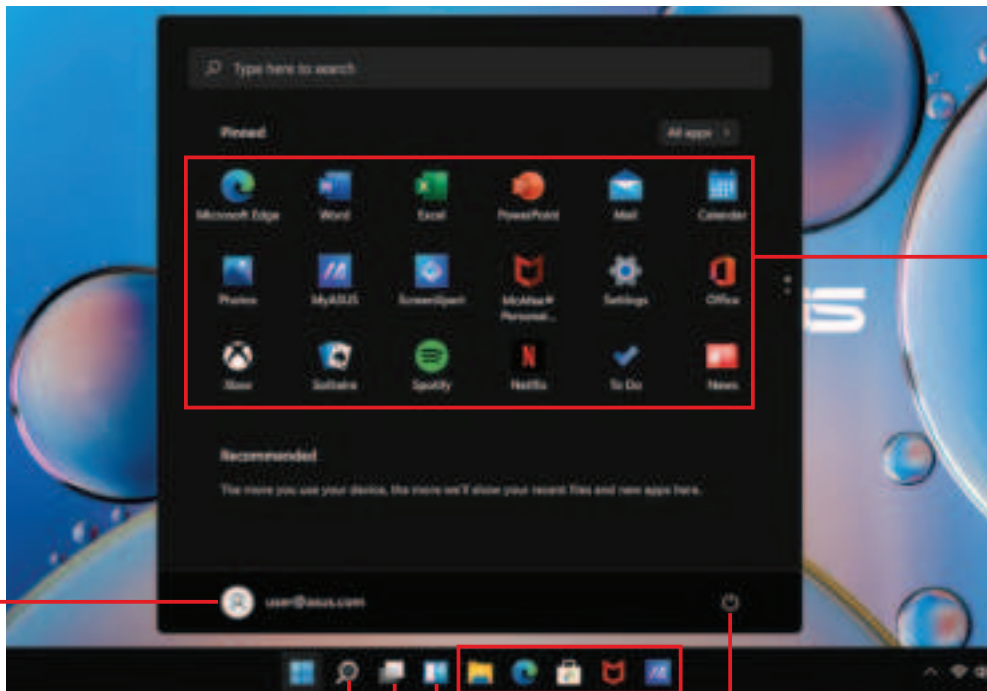 Type here to search
Pinned
All apps
Microsoft Edge Word Excel PowerPoint Mail Calendar
Photos MyASUS ScreenXpert McAfee® Settings Office
Personal...
Xbox Solitaire Spotify Netflix To Do News
Recommended
The more you use your device, the more we'll show your recent files and new apps here.
user@asus.com